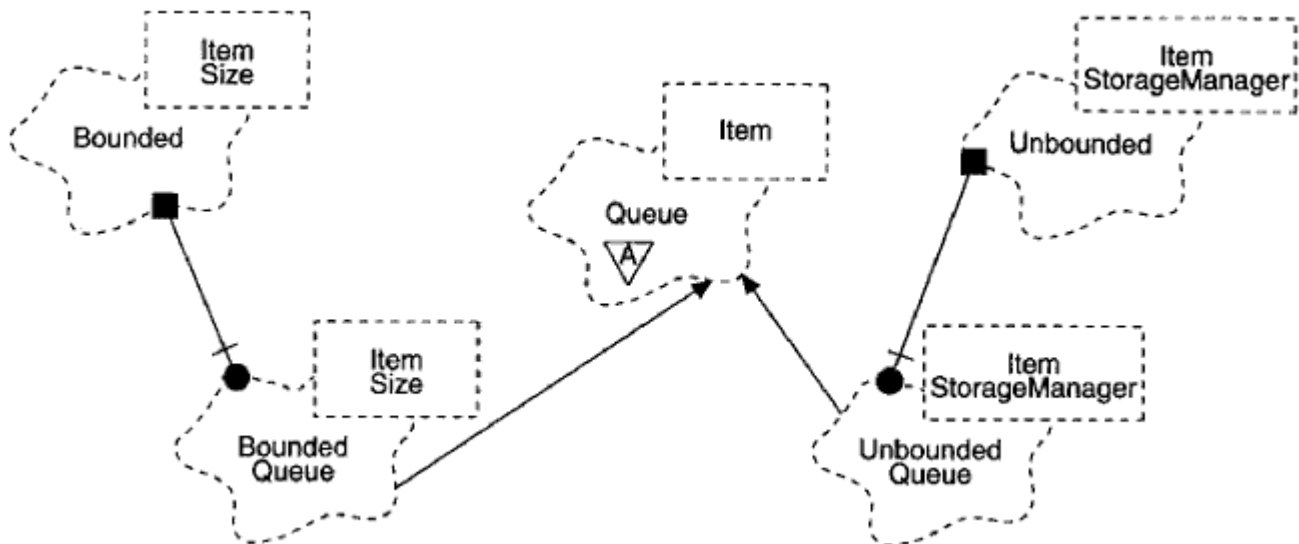 Item
Size
Bounded
Item
Queue
A
Item
StorageManager
Unbounded
Item
Size
Bounded
Queue
Item
StorageManager
Unbounded
Queue